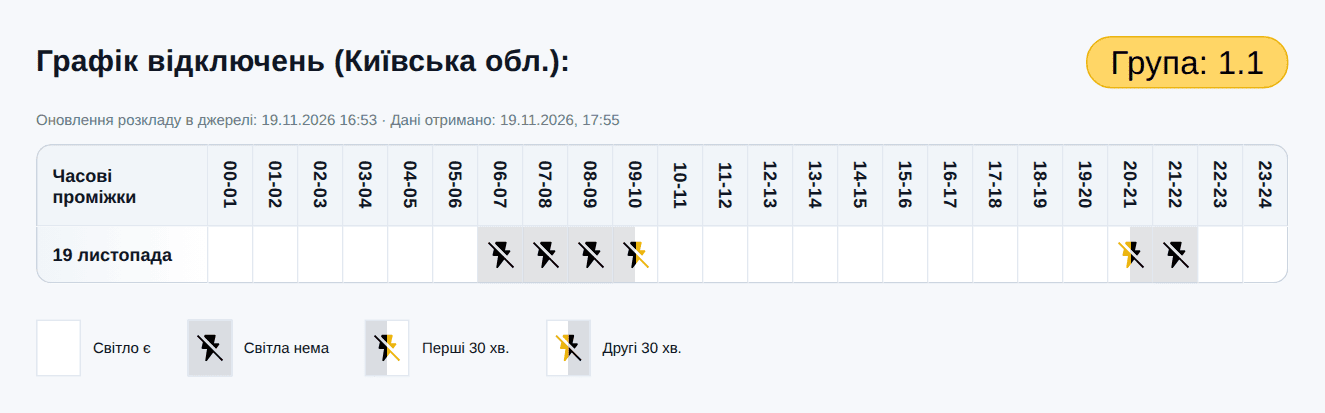 Графік відключень (Київська обл.):
Група: 1.1
Оновлення розкладу в джерелі: 19.11.2026 16:53 · Дані отримано: 19.11.2026, 17:55
Часові
проміжки
00-01
01-02
02-03
03-04
04-05
05-06
06-07
07-08
08-09
09-10
10-11
11-12
12-13
13-14
14-15
15-16
16-17
17-18
18-19
19-20
20-21
21-22
22-23
23-24
19 листопада
Світло є
Світла нема
Перші 30 хв.
Другі 30 хв.